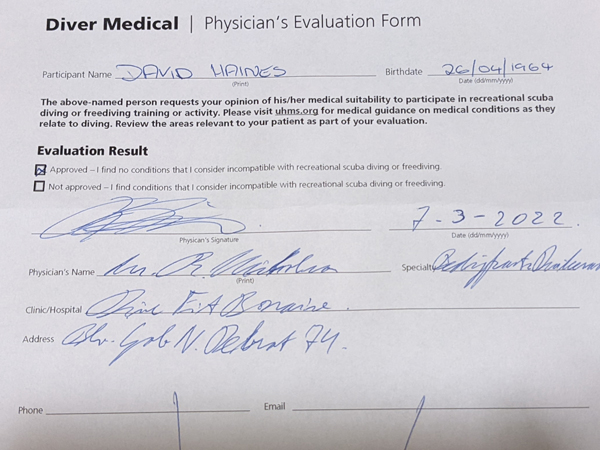 Diver Medical | Physician's Evaluation Form
Participant Name DAVID HAINES Birthdate 26/04/1964
(Print) Date (dd/mm/yyyy)
The above-named person requests your opinion of his/her medical suitability to participate in recreational scuba
diving or freediving training or activity. Please visit uhms.org for medical guidance on medical conditions as they
relate to diving. Review the areas relevant to your patient as part of your evaluation.
Evaluation Result
Approved – I find no conditions that I consider incompatible with recreational scuba diving or freediving.
Not approved – I find conditions that I consider incompatible with recreational scuba diving or freediving.
7-3-2022.
Physician's Signature Date (dd/mm/yyyy)
Physician's Name Specialty
(Print)
Clinic/Hospital Fit Bonaire.
Address Blv. Gob N. Debrot 74.
Phone Email